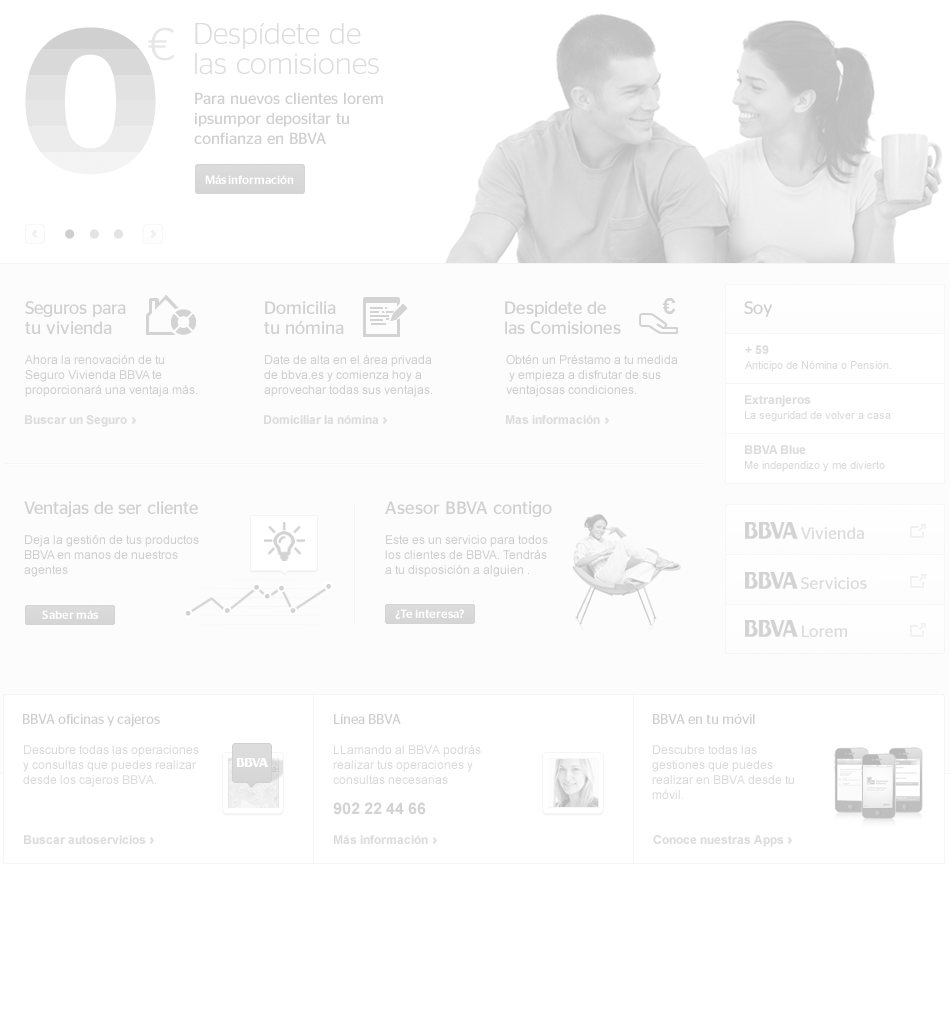 0 €
Despídete de
las comisiones
Para nuevos clientes lorem
ipsumpor depositar tu
confianza en BBVA
Más información
Seguros para
tu vivienda
Ahora la renovación de tu
Seguro Vivienda BBVA te
proporcionará una ventaja más.
Buscar un Seguro ›
Domicilia
tu nómina
Date de alta en el área privada
de bbva.es y comienza hoy a
aprovechar todas sus ventajas.
Domiciliar la nómina ›
Despidete de
las Comisiones
€
Obtén un Préstamo a tu medida
y empieza a disfrutar de sus
ventajosas condiciones.
Mas información ›
Soy
+ 59
Anticipo de Nómina o Pensión.
Extranjeros
La seguridad de volver a casa
BBVA Blue
Me independizo y me divierto
Ventajas de ser cliente
Deja la gestión de tus productos
BBVA en manos de nuestros
agentes
Saber más
Asesor BBVA contigo
Este es un servicio para todos
los clientes de BBVA. Tendrás
a tu disposición a alguien .
¿Te interesa?
BBVA Vivienda
BBVA Servicios
BBVA Lorem
BBVA oficinas y cajeros
Descubre todas las operaciones
y consultas que puedes realizar
desde los cajeros BBVA.
BBVA
Buscar autoservicios ›
Línea BBVA
LLamando al BBVA podrás
realizar tus operaciones y
consultas necesarias
902 22 44 66
Más información ›
BBVA en tu móvil
Descubre todas las
gestiones que puedes
realizar en BBVA desde tu
móvil.
Conoce nuestras Apps ›